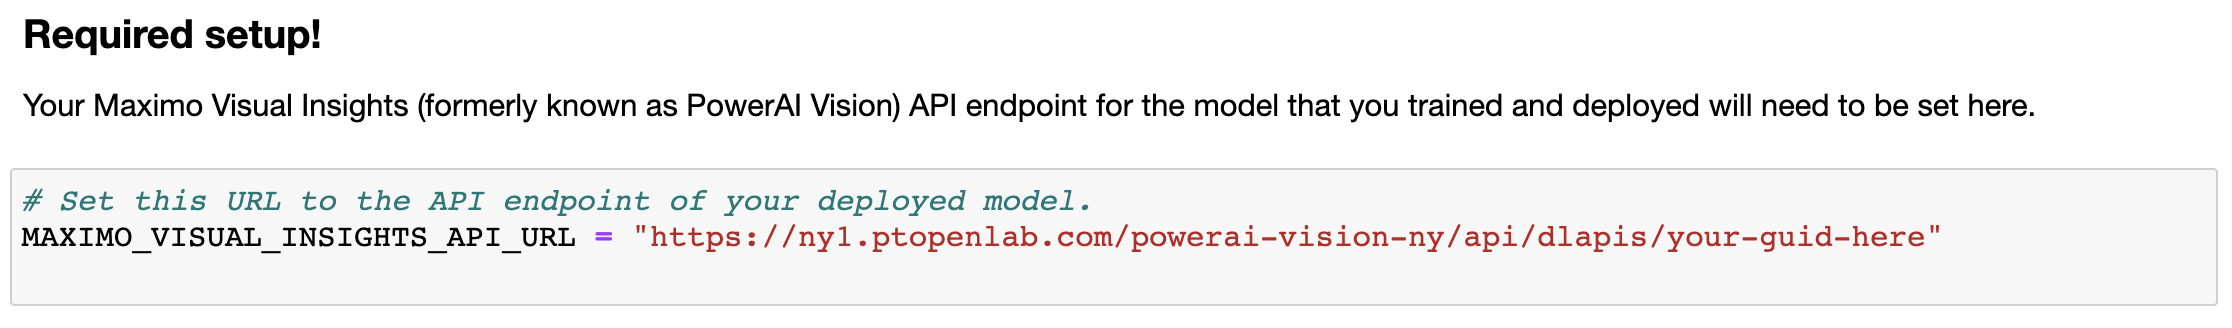 Required setup!
Your Maximo Visual Insights (formerly known as PowerAI Vision) API endpoint for the model that you trained and deployed will need to be set here.
# Set this URL to the API endpoint of your deployed model.
MAXIMO_VISUAL_INSIGHTS_API_URL = "https://ny1.ptopenlab.com/powerai-vision-ny/api/dlapis/your-guid-here"